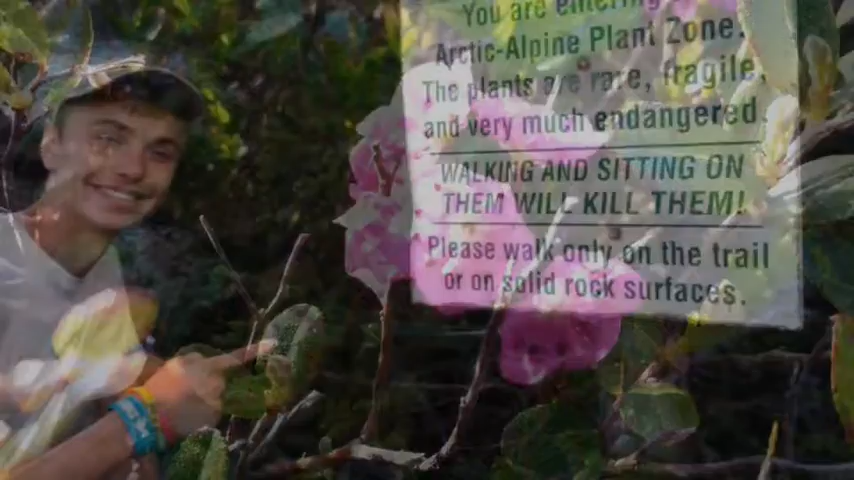 You are entering
Arctic-Alpine Plant Zone.
The plants are rare, fragile,
and very much endangered.
WALKING AND SITTING ON
THEM WILL KILL THEM!
Please walk only on the trail
or on solid rock surfaces.